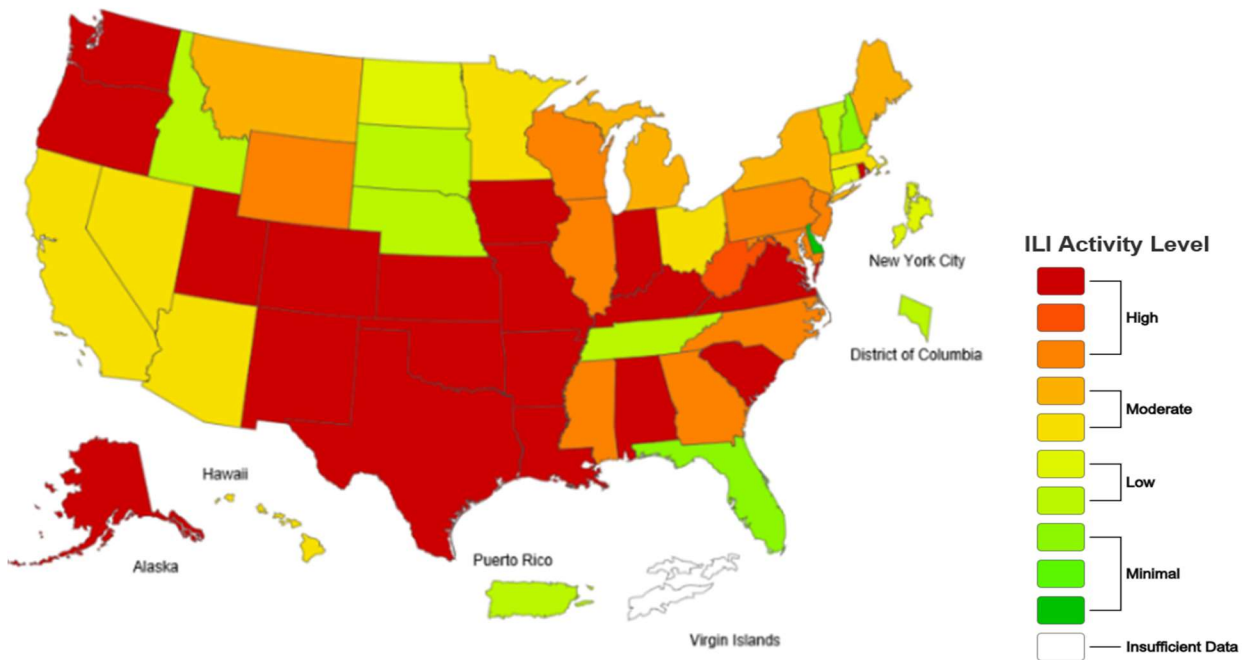 New York City
ILI Activity Level
High
District of Columbia
Moderate
Low
Hawaii
Alaska
Puerto Rico
Minimal
Virgin Islands
Insufficient Data